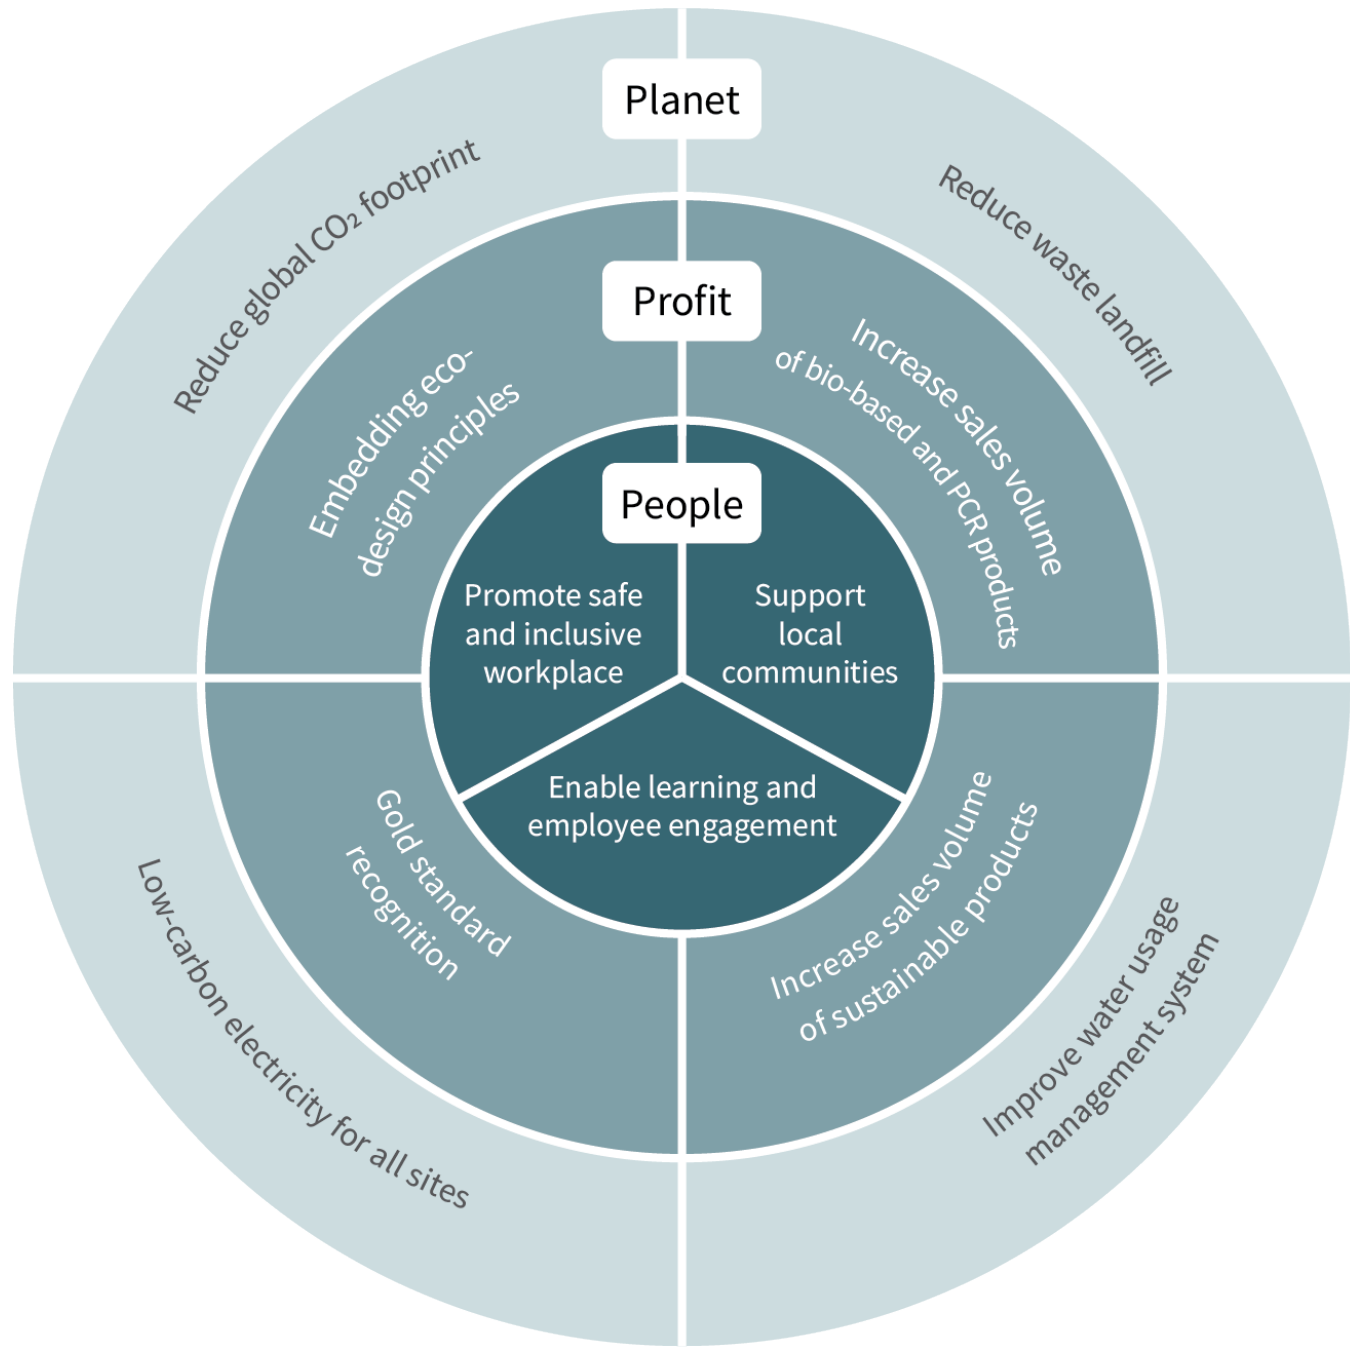 Planet
Reduce global CO₂ footprint
Reduce waste landfill
Low-carbon electricity for all sites
Improve water usage
management system
Profit
Embedding eco-
design principles
Increase sales volume
of bio-based and PCR products
Gold standard
recognition
Increase sales volume
of sustainable products
People
Promote safe
and inclusive
workplace
Support
local
communities
Enable learning and
employee engagement